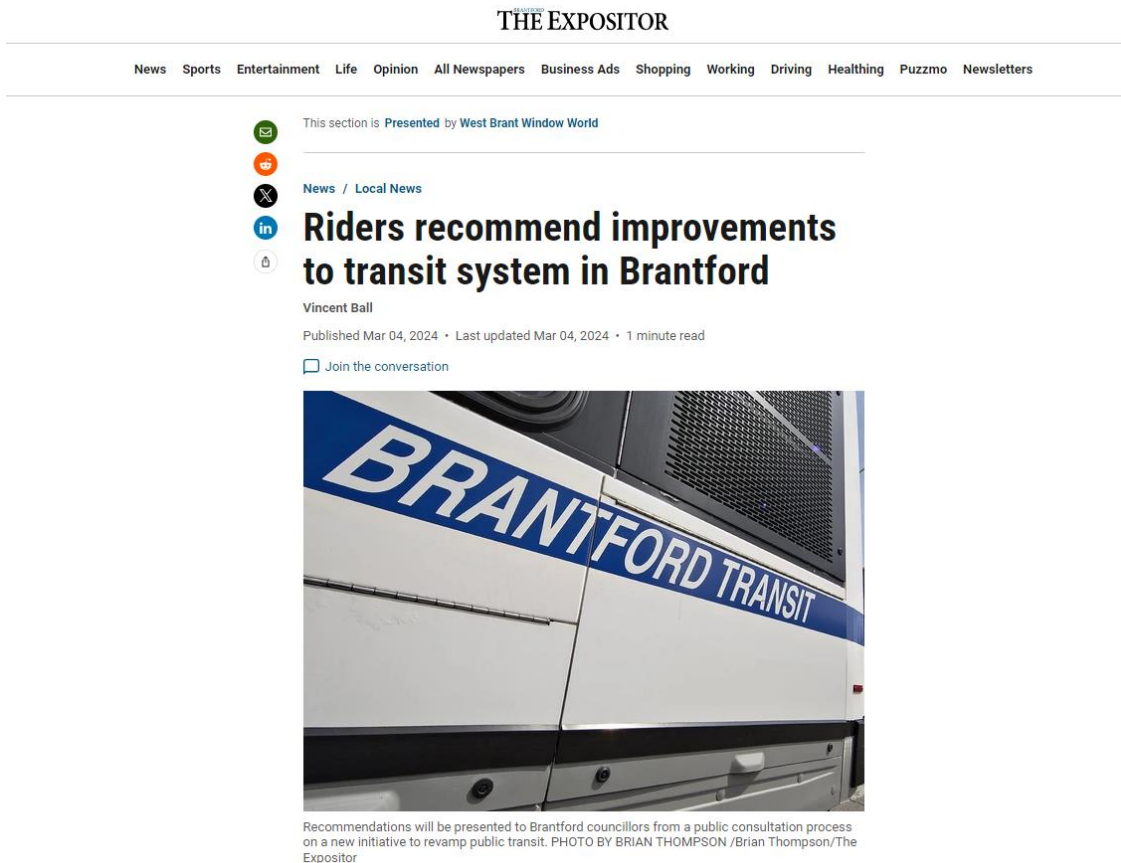 BRANTFORD
THE EXPOSITOR
News Sports Entertainment Life Opinion All Newspapers Business Ads Shopping Working Driving Healthing Puzzmo Newsletters
This section is Presented by West Brant Window World
News / Local News
Riders recommend improvements
to transit system in Brantford
Vincent Ball
Published Mar 04, 2024 • Last updated Mar 04, 2024 • 1 minute read
Join the conversation
BRANTFORD TRANSIT
Recommendations will be presented to Brantford councillors from a public consultation process
on a new initiative to revamp public transit. PHOTO BY BRIAN THOMPSON /Brian Thompson/The
Expositor